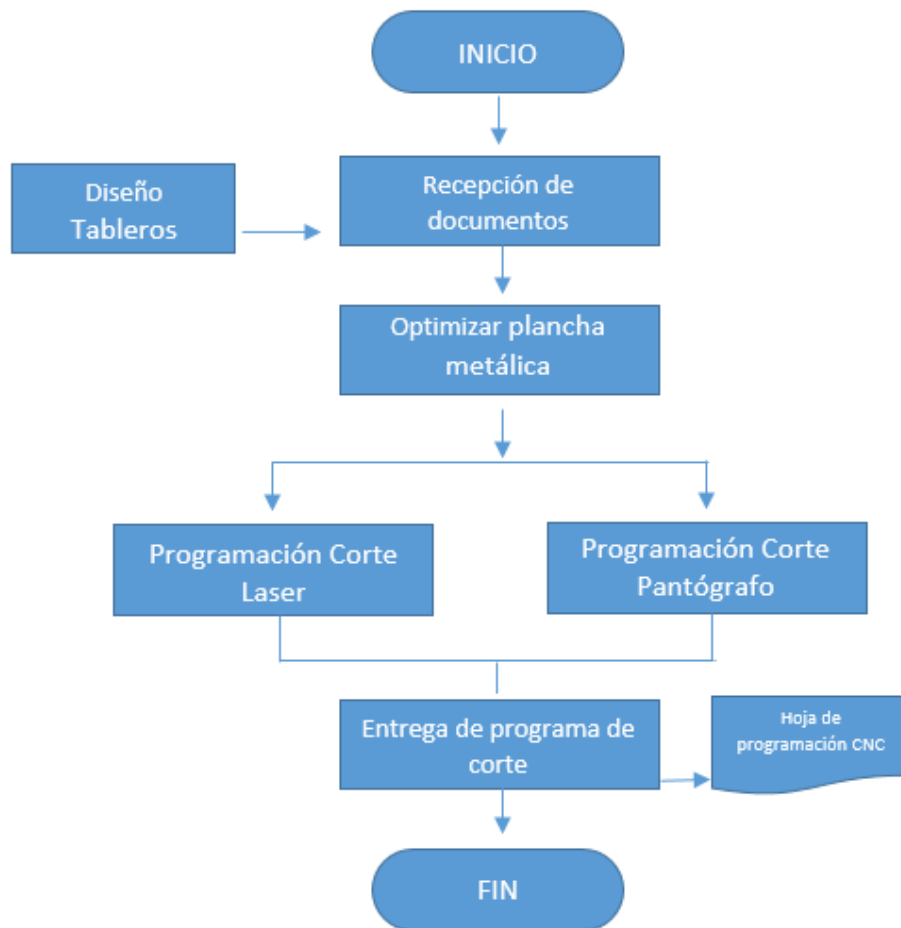 INICIO
Diseño
Tableros
Recepción de
documentos
Optimizar plancha
metálica
Programación Corte
Laser
Programación Corte
Pantógrafo
Entrega de programa de
corte
Hoja de
programación CNC
FIN